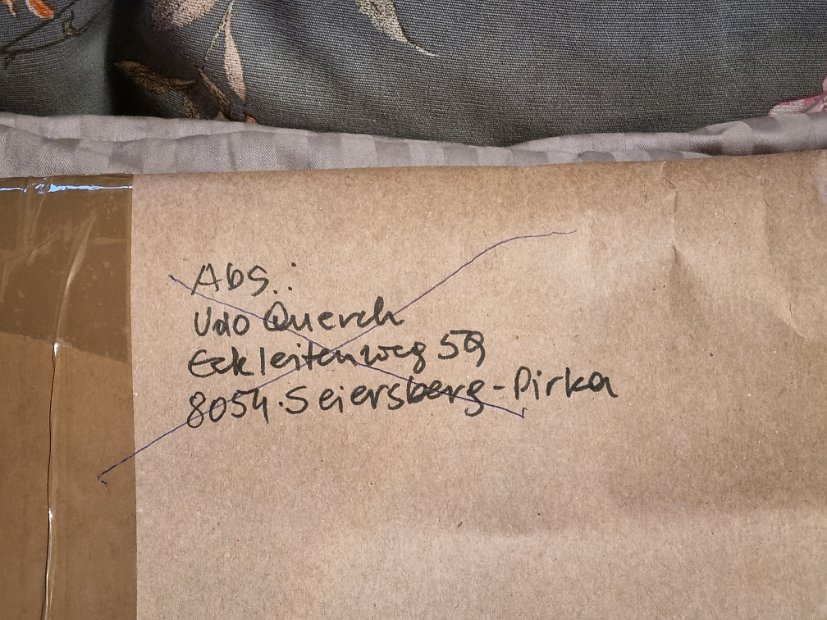 Abs.:
Udo Querch
Eckleitenweg 59
8054 Seiersberg-Pirka